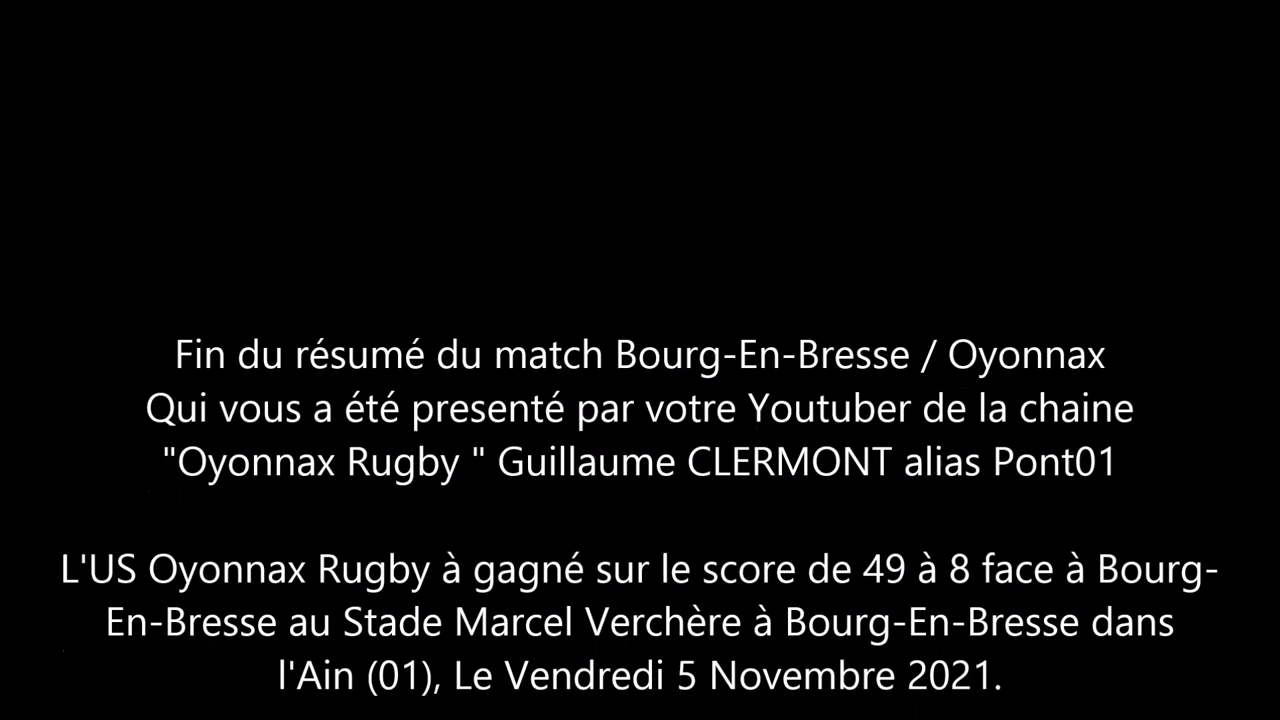 Fin du résumé du match Bourg-En-Bresse / Oyonnax
Qui vous a été presenté par votre Youtuber de la chaine
"Oyonnax Rugby " Guillaume CLERMONT alias Pont01
L'US Oyonnax Rugby à gagné sur le score de 49 à 8 face à Bourg-
En-Bresse au Stade Marcel Verchère à Bourg-En-Bresse dans
l'Ain (01), Le Vendredi 5 Novembre 2021.